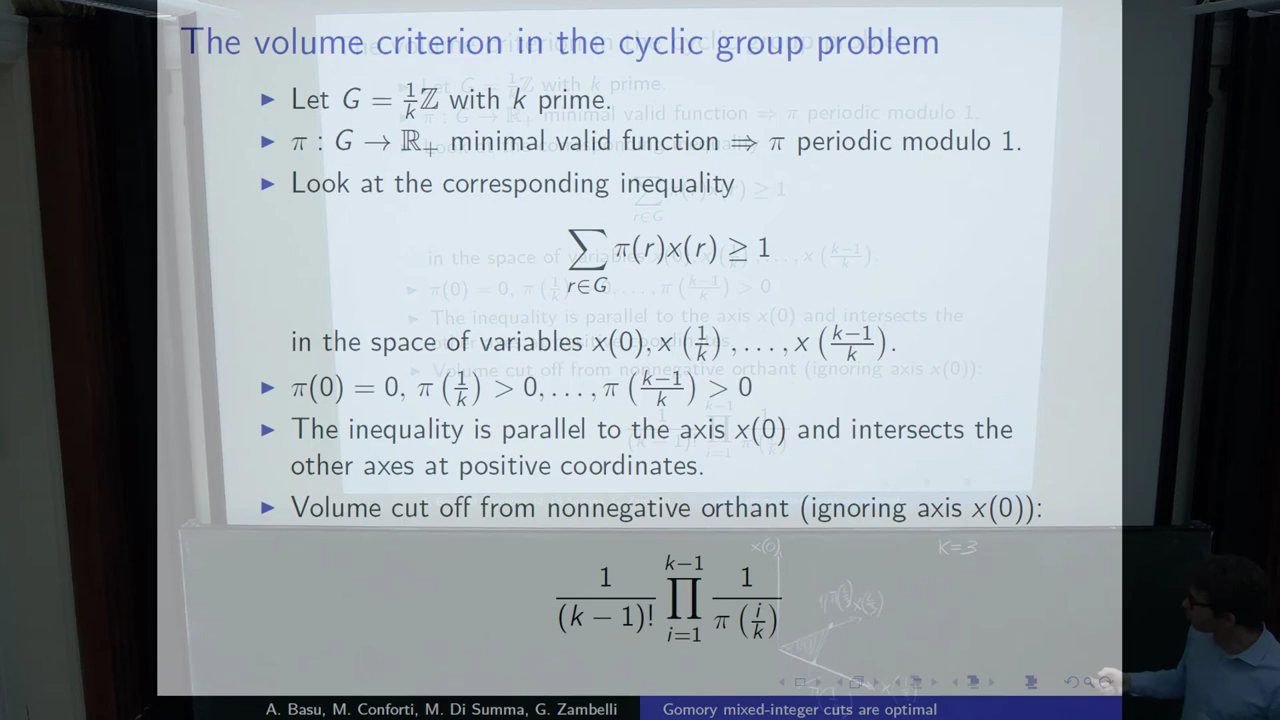 The volume criterion in the cyclic group problem
▶ Let G = 1/k ℤ with k prime.
▶ π : G → ℝ₊ minimal valid function ⇒ π periodic modulo 1.
▶ Look at the corresponding inequality
∑_{r∈G} π(r)x(r) ≥ 1
in the space of variables x(0), x(1/k), . . . , x((k−1)/k).
▶ π(0) = 0, π(1/k) > 0, . . . , π((k−1)/k) > 0
▶ The inequality is parallel to the axis x(0) and intersects the
other axes at positive coordinates.
▶ Volume cut off from nonnegative orthant (ignoring axis x(0)):
x(0) K=3
1/(k − 1)! ∏_{i=1}^{k−1} 1/π(i/k)
A. Basu, M. Conforti, M. Di Summa, G. Zambelli Gomory mixed-integer cuts are optimal